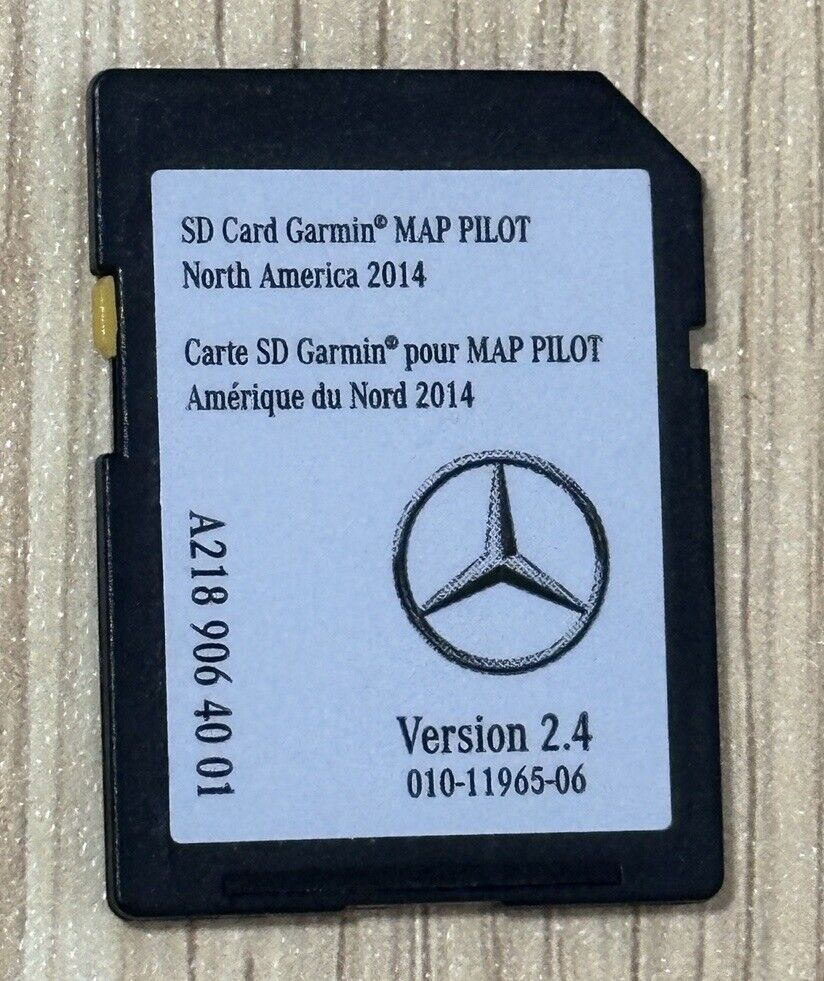 SD Card Garmin® MAP PILOT
North America 2014
Carte SD Garmin® pour MAP PILOT
Amérique du Nord 2014
A218 906 40 01
Version 2.4
010-11965-06